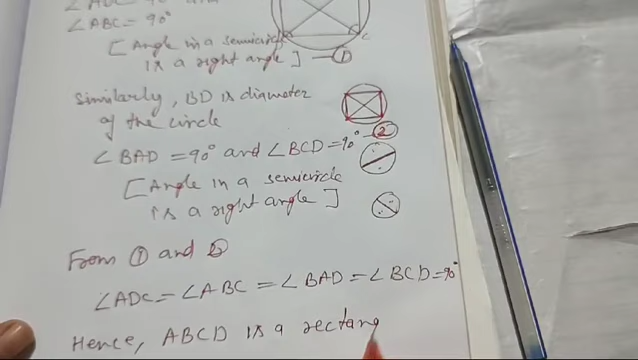 ∠ABC = 90°
[Angle in a semicircle
is a right angle] — ①
C
Similarly, BD is diameter
of the circle
∠BAD = 90° and ∠BCD = 90° — ②
[Angle in a semicircle
is a right angle]
From ① and ②
∠ADC = ∠ABC = ∠BAD = ∠BCD = 90°
Hence, ABCD is a rectang